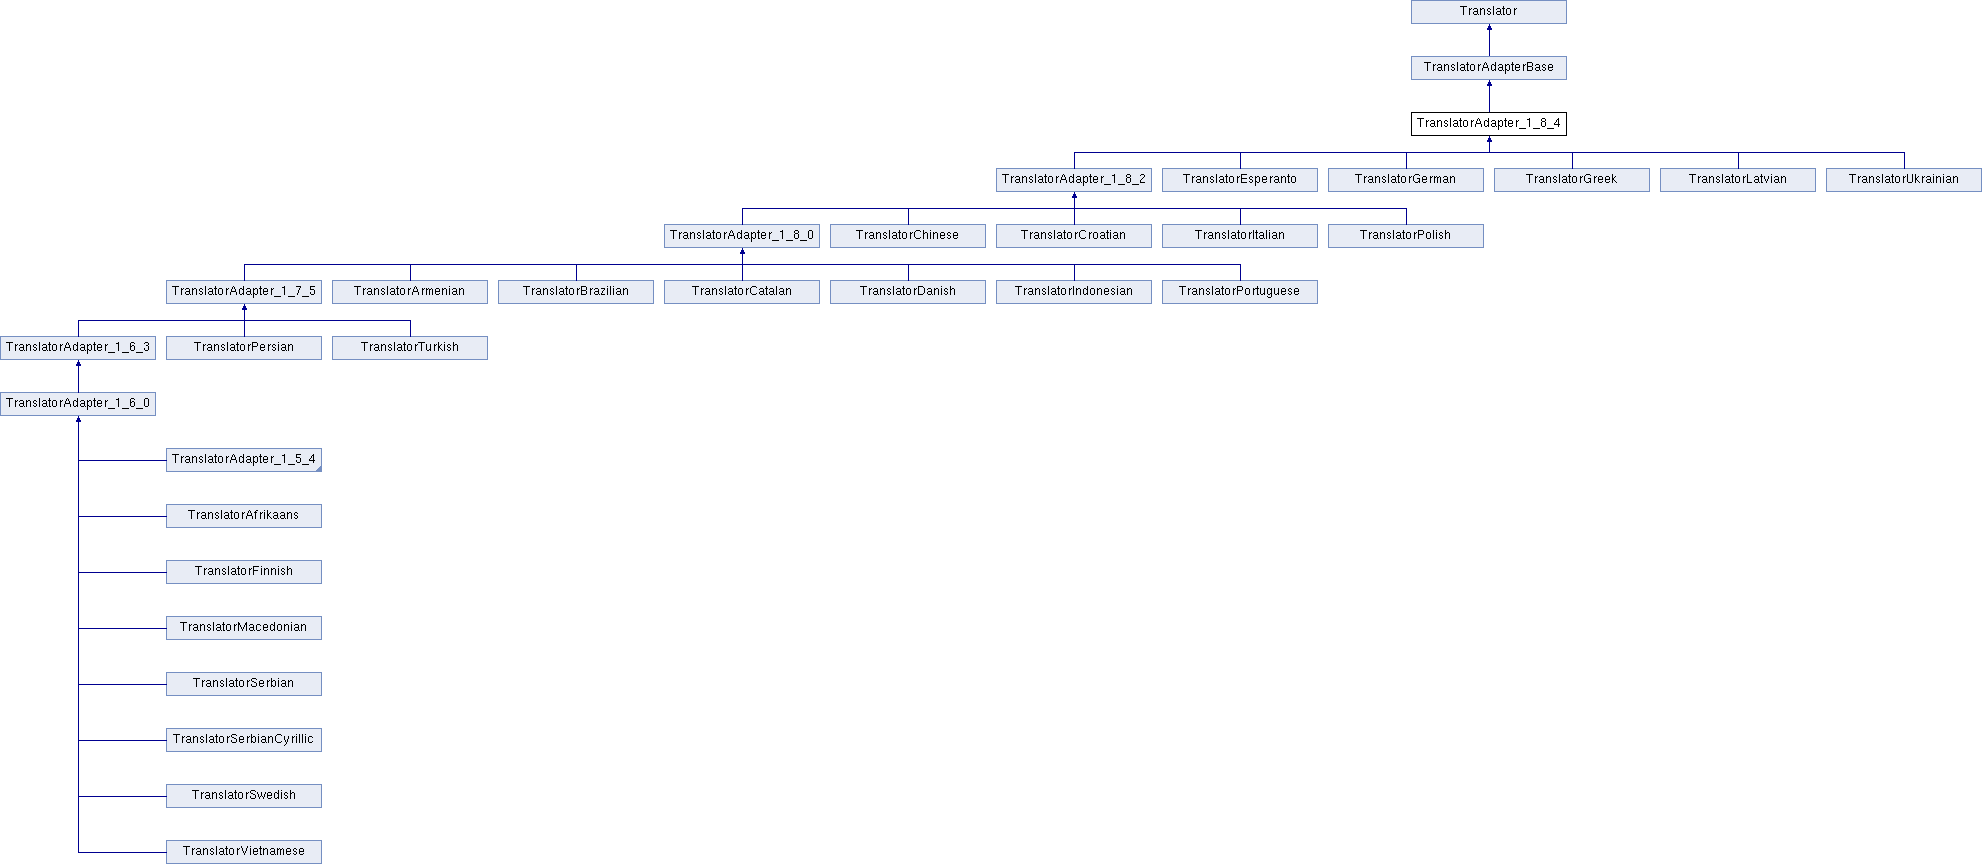 Translator
TranslatorAdapterBase
TranslatorAdapter_1_8_4
TranslatorAdapter_1_8_2 TranslatorEsperanto TranslatorGerman TranslatorGreek TranslatorLatvian TranslatorUkrainian
TranslatorAdapter_1_8_0 TranslatorChinese TranslatorCroatian TranslatorItalian TranslatorPolish
TranslatorAdapter_1_7_5 TranslatorArmenian TranslatorBrazilian TranslatorCatalan TranslatorDanish TranslatorIndonesian TranslatorPortuguese
TranslatorAdapter_1_6_3 TranslatorPersian TranslatorTurkish
TranslatorAdapter_1_6_0
TranslatorAdapter_1_5_4
TranslatorAfrikaans
TranslatorFinnish
TranslatorMacedonian
TranslatorSerbian
TranslatorSerbianCyrillic
TranslatorSwedish
TranslatorVietnamese